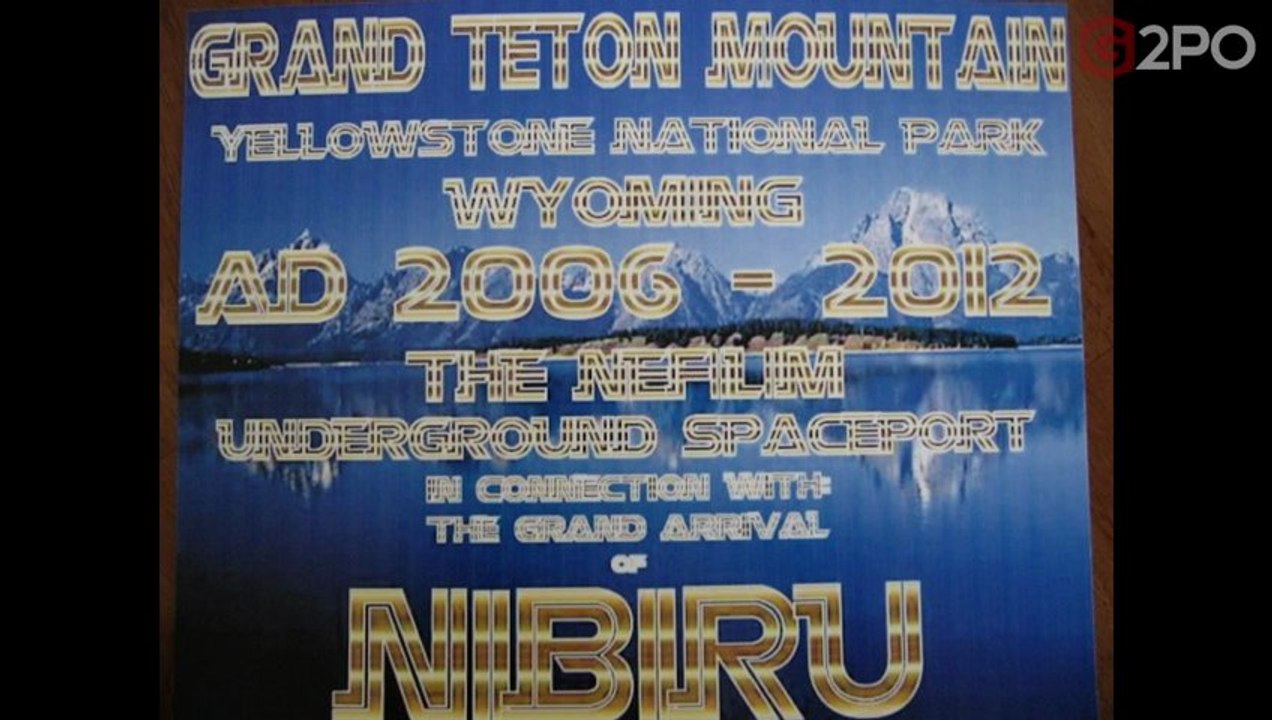 GRAND TETON MOUNTAIN
G2PO
YELLOWSTONE NATIONAL PARK
WYOMING
AD 2006 - 2012
THE NEFILIM
UNDERGROUND SPACEPORT
IN CONNECTION WITH:
THE GRAND ARRIVAL
OF
NIBIRU